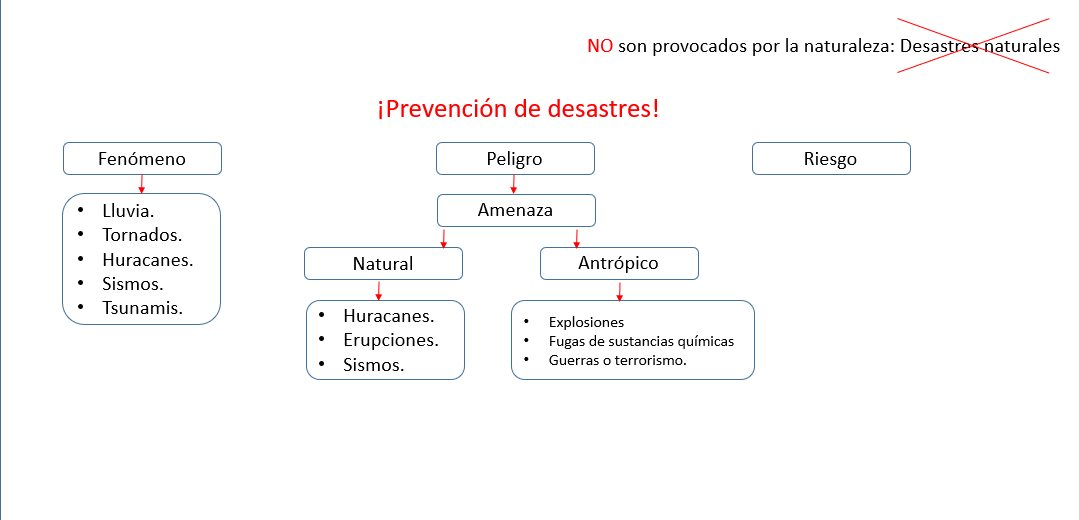 NO son provocados por la naturaleza: Desastres naturales
¡Prevención de desastres!
Fenómeno
Peligro
Riesgo
• Lluvia.
• Tornados.
• Huracanes.
• Sismos.
• Tsunamis.
Amenaza
Natural
Antrópico
• Huracanes.
• Erupciones.
• Sismos.
• Explosiones
• Fugas de sustancias químicas
• Guerras o terrorismo.